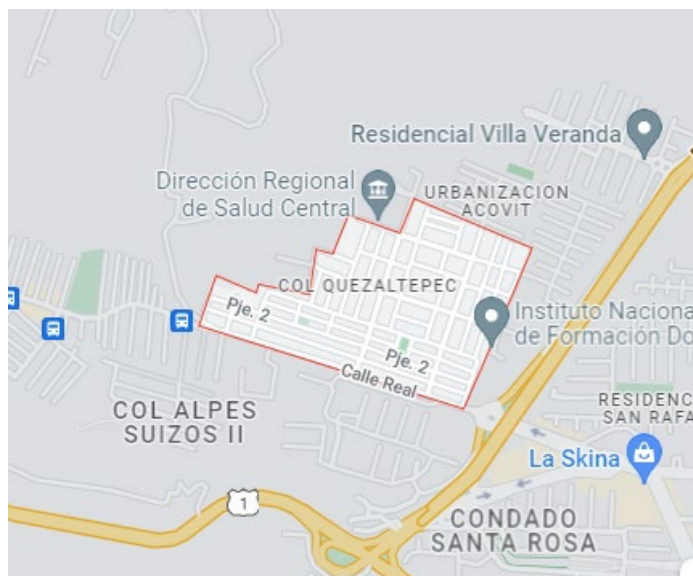 Residencial Villa Veranda
Dirección Regional
de Salud Central
URBANIZACION
ACOVIT
COL QUEZALTEPEC
Pje. 2
Instituto Naciona
de Formación Do
Pje. 2
Calle Real
COL ALPES
SUIZOS II
RESIDENC
SAN RAFA
La Skina
1
CONDADO
SANTA ROSA